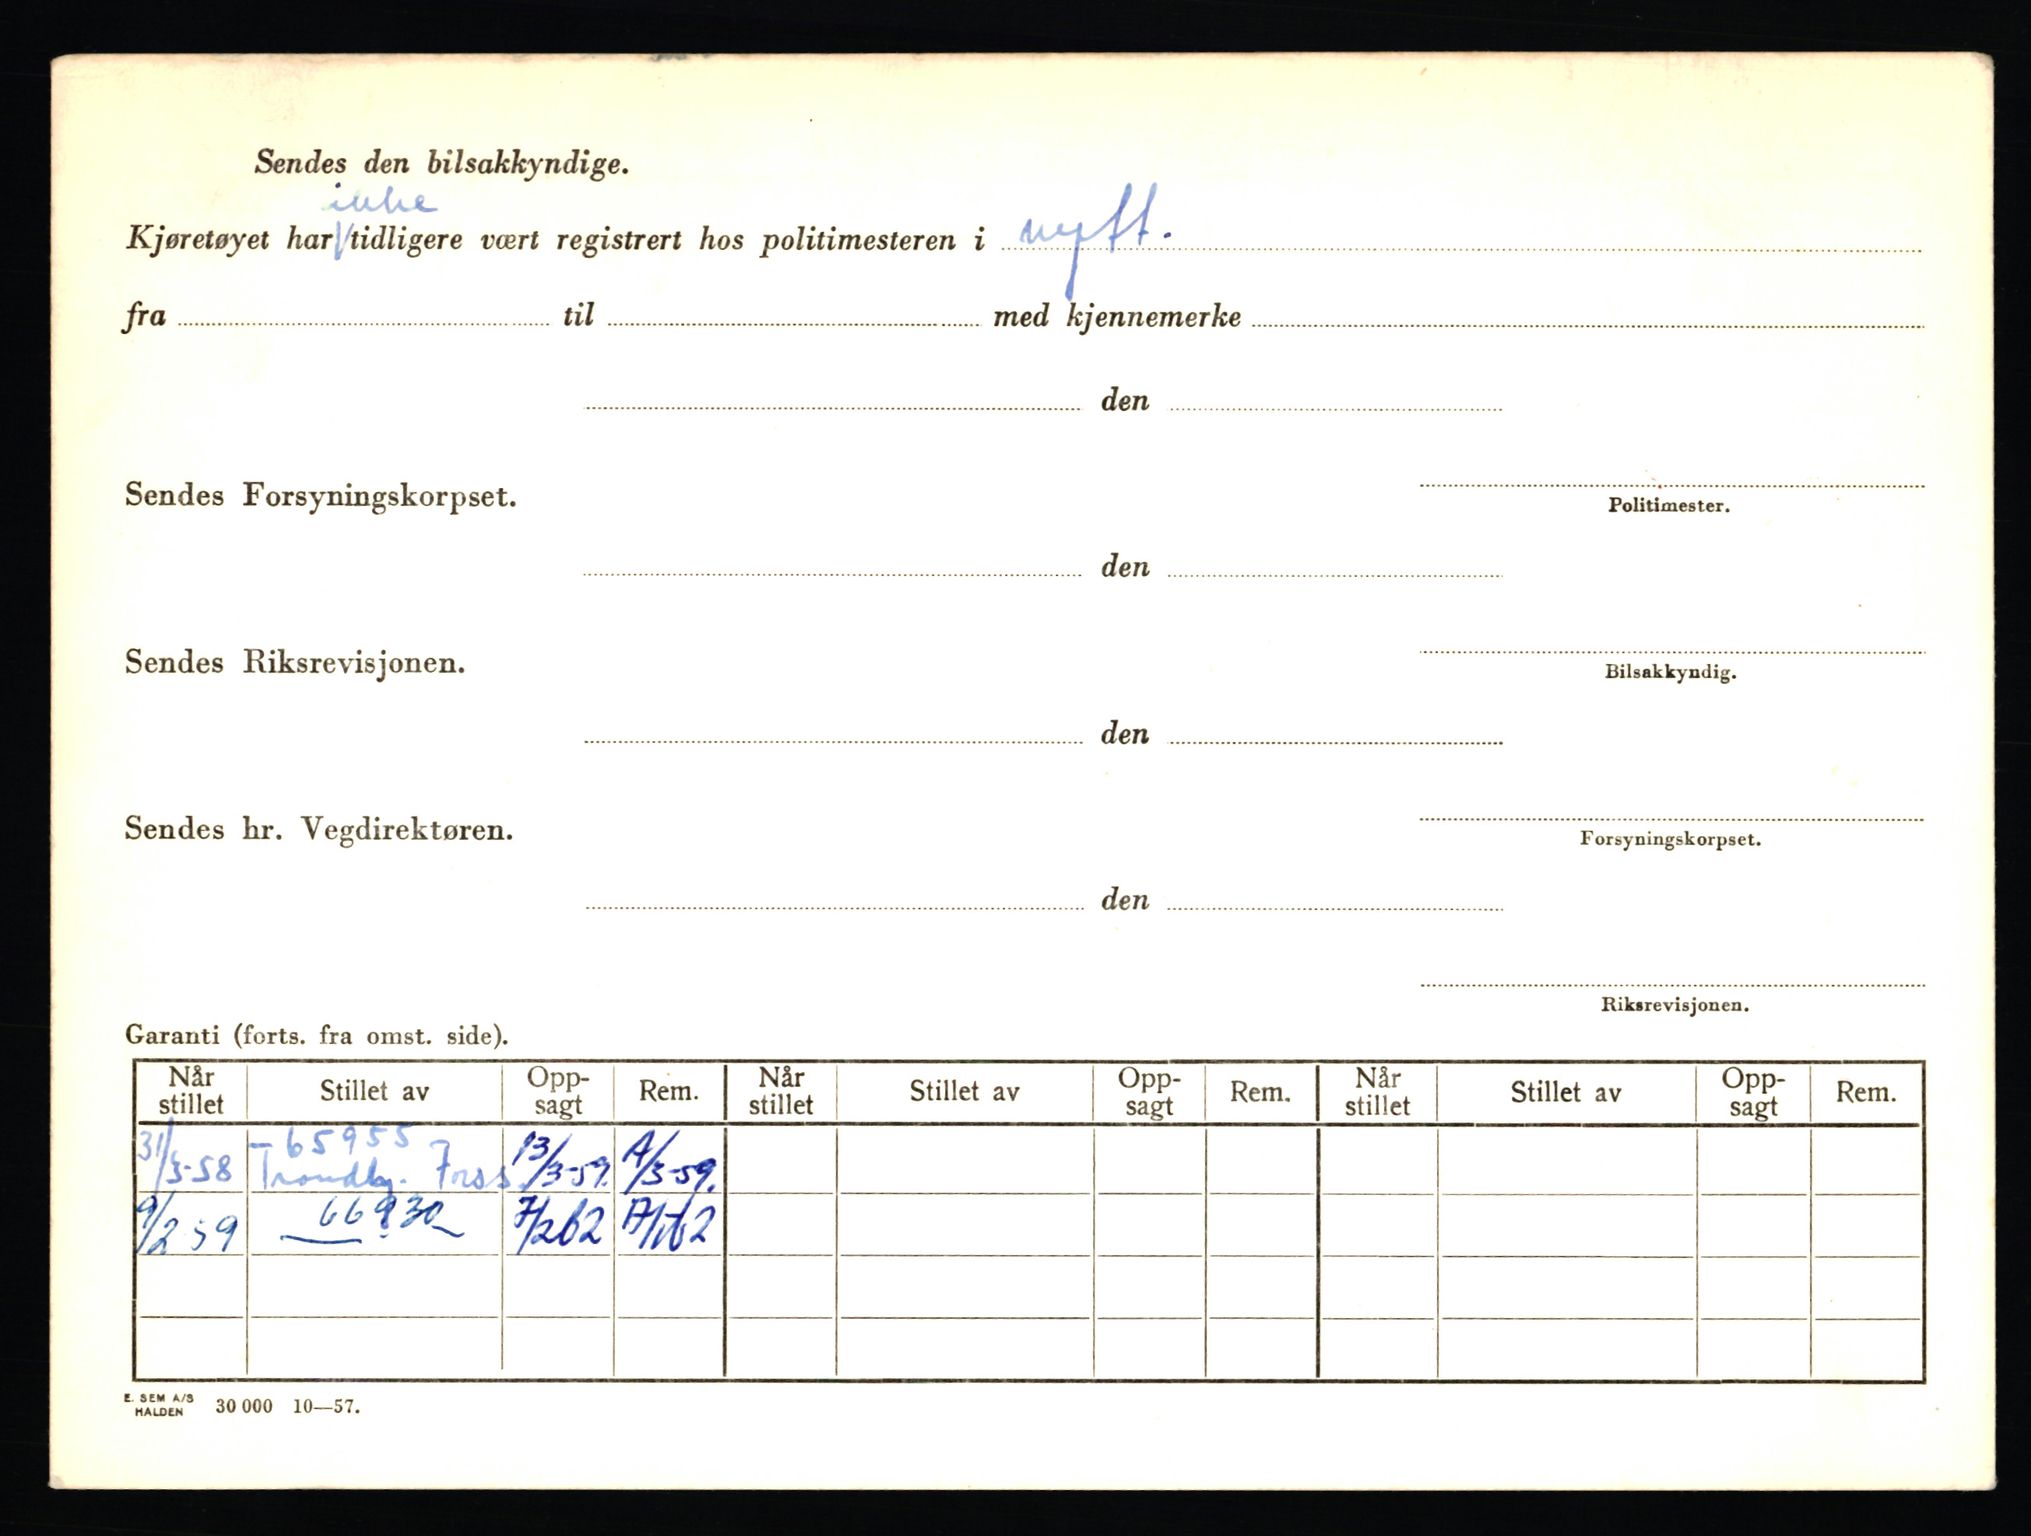 Sendes den bilsakkyndige.
ikke
Kjøretøyet har tidligere vært registrert hos politimesteren i nytt.
fra til med kjennemerke
den
Sendes Forsyningskorpset.
Politimester.
den
Sendes Riksrevisjonen.
Bilsakkyndig.
den
Sendes hr. Vegdirektøren.
Forsyningskorpset.
den
Riksrevisjonen.
Garanti (forts. fra omst. side).
Når stillet Stillet av Opp- sagt Rem. Når stillet Stillet av Opp- sagt Rem. Når stillet Stillet av Opp- sagt Rem.
31/3-58 - 65955 13/3-59. /3-59.
Trondhj. Fors.
9/2 59 66930 7/2 62
E. SEM A/S
HALDEN 30 000 10—57.